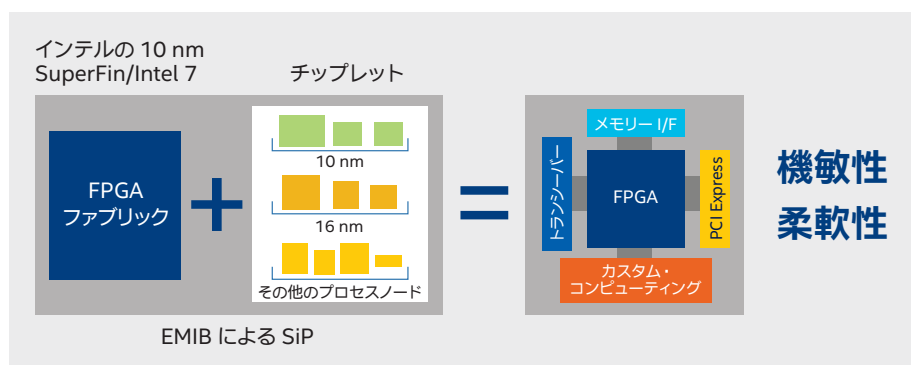 インテルの 10 nm
SuperFin/Intel 7
チップレット
FPGA
ファブリック
+
10 nm
16 nm
その他のプロセスノード
EMIB による SiP
=
メモリー I/F
トランシーバー
FPGA
PCI Express
カスタム・
コンピューティング
機敏性
柔軟性